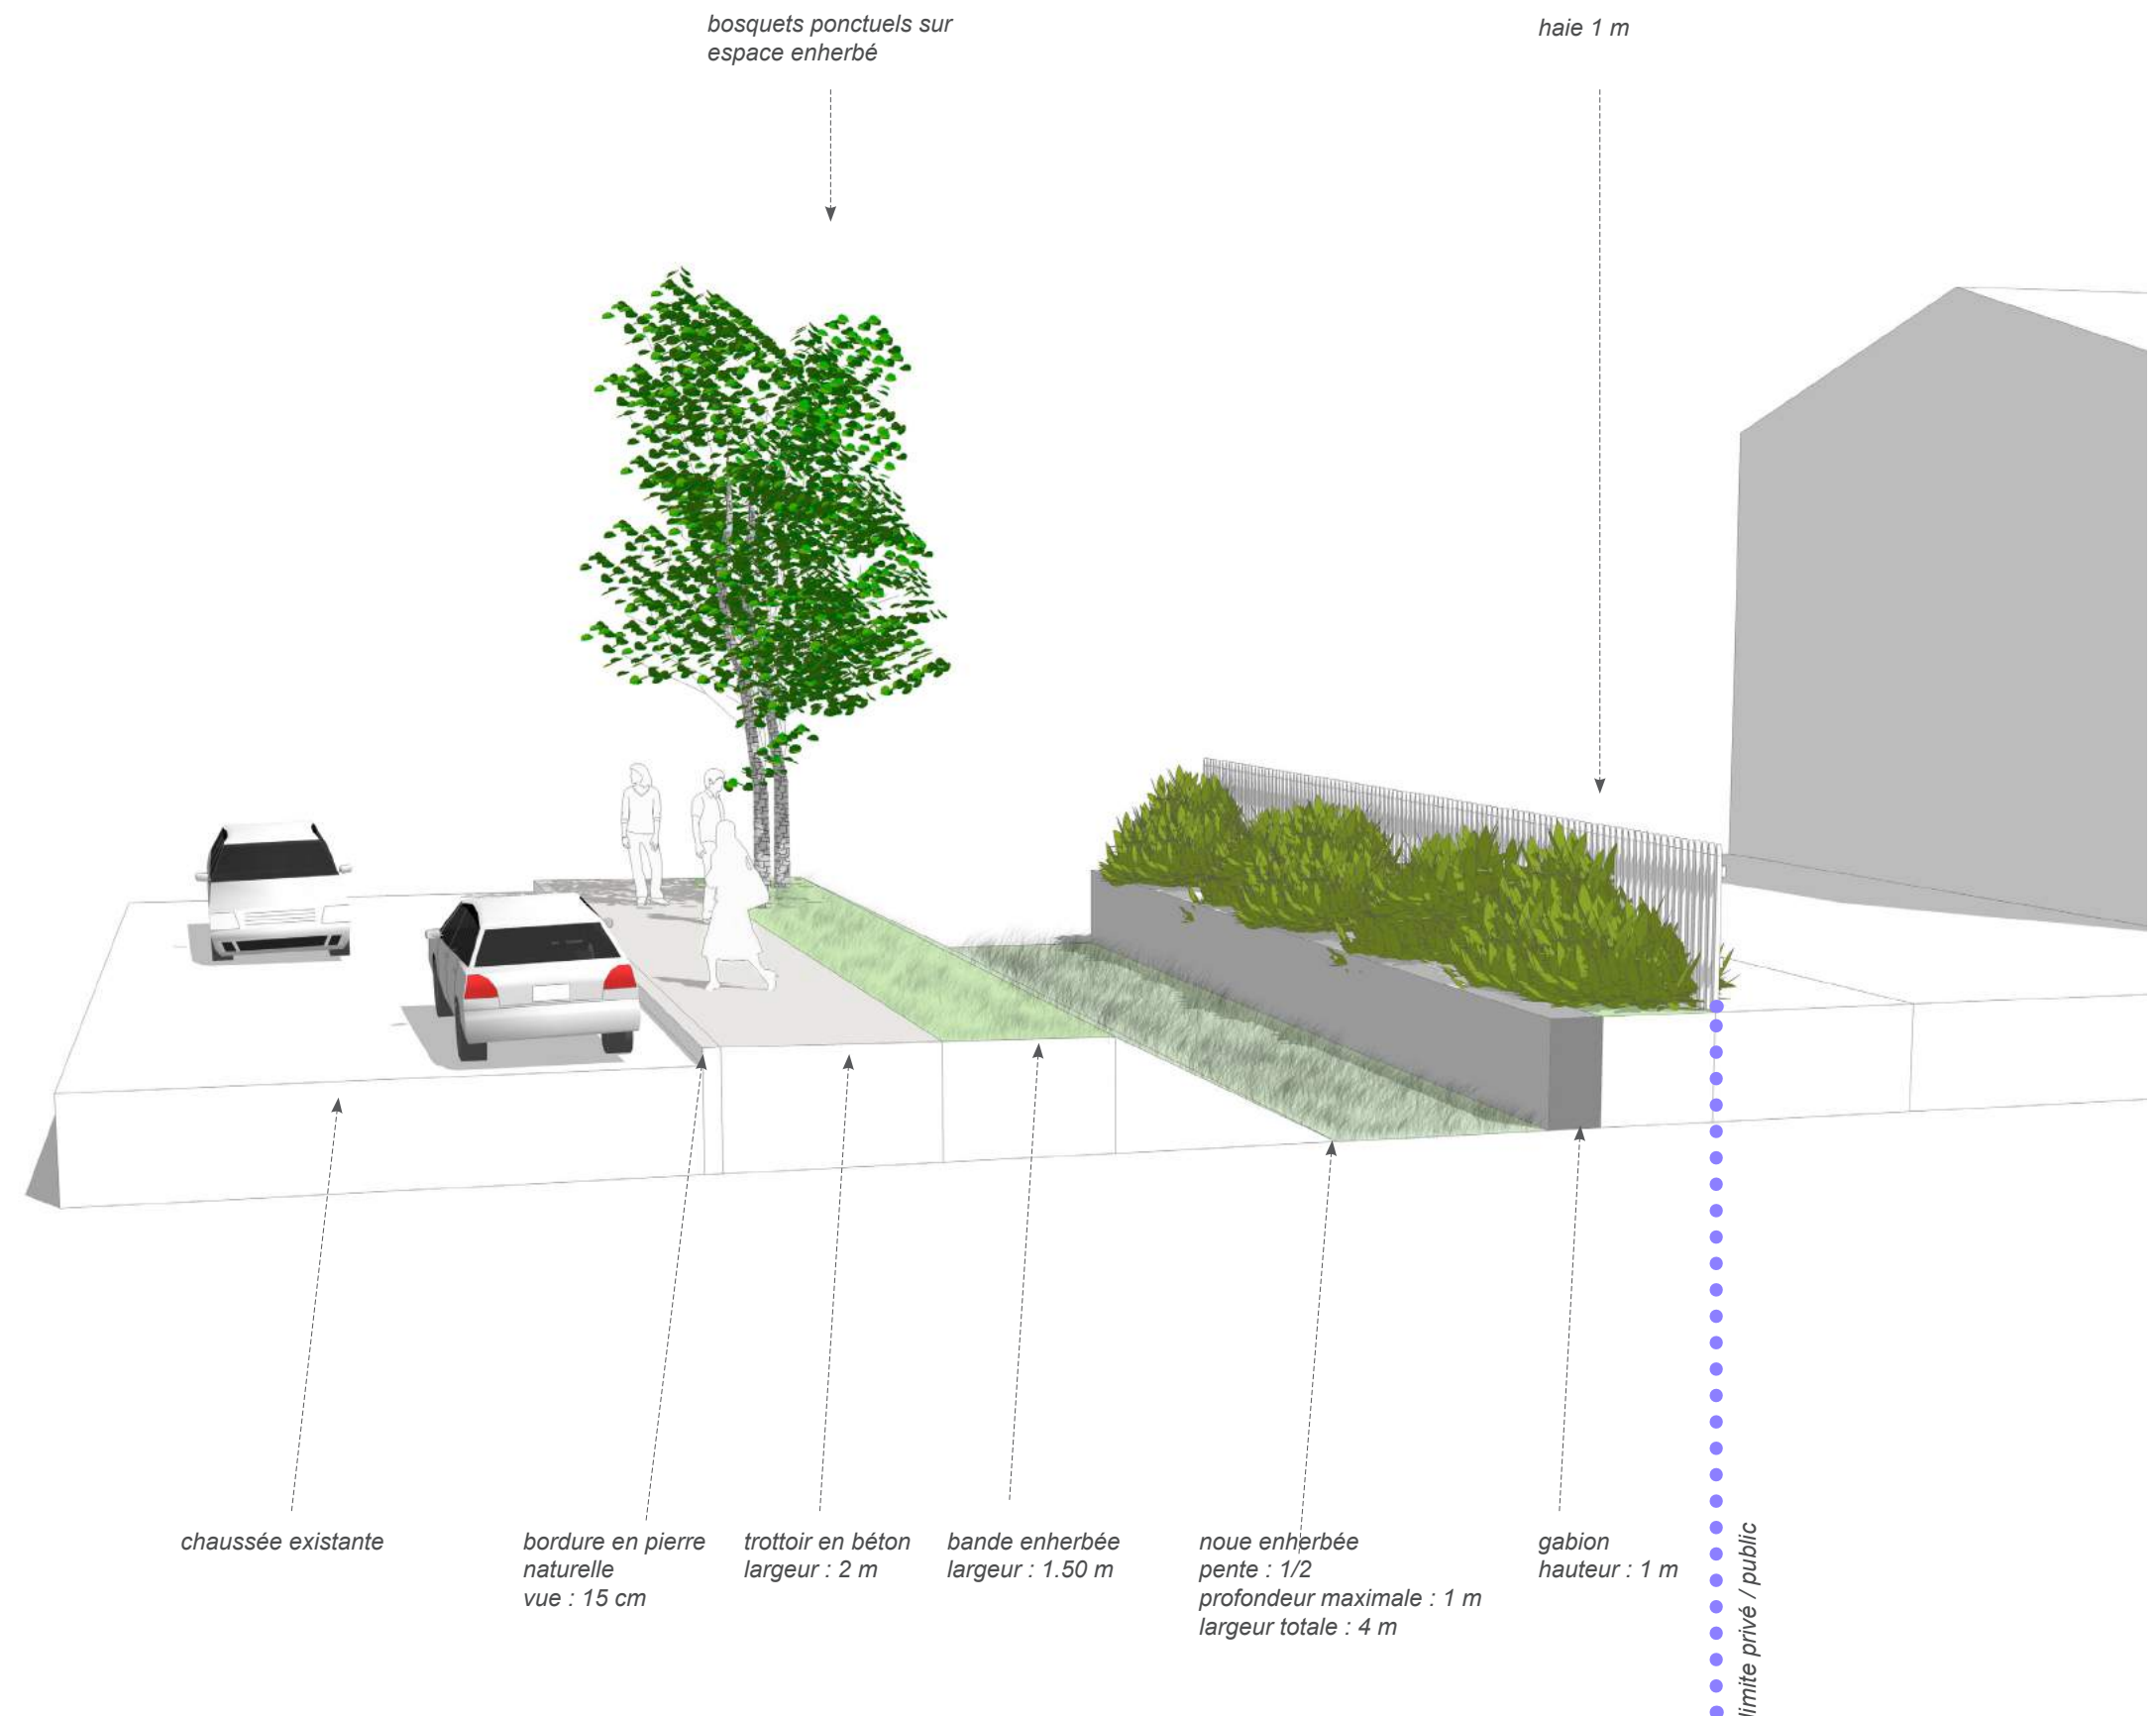 bosquets ponctuels sur
espace enherbé
haie 1 m
chaussée existante
bordure en pierre
naturelle
vue : 15 cm
trottoir en béton
largeur : 2 m
bande enherbée
largeur : 1.50 m
noue enherbée
pente : 1/2
profondeur maximale : 1 m
largeur totale : 4 m
gabion
hauteur : 1 m
limite privé / public